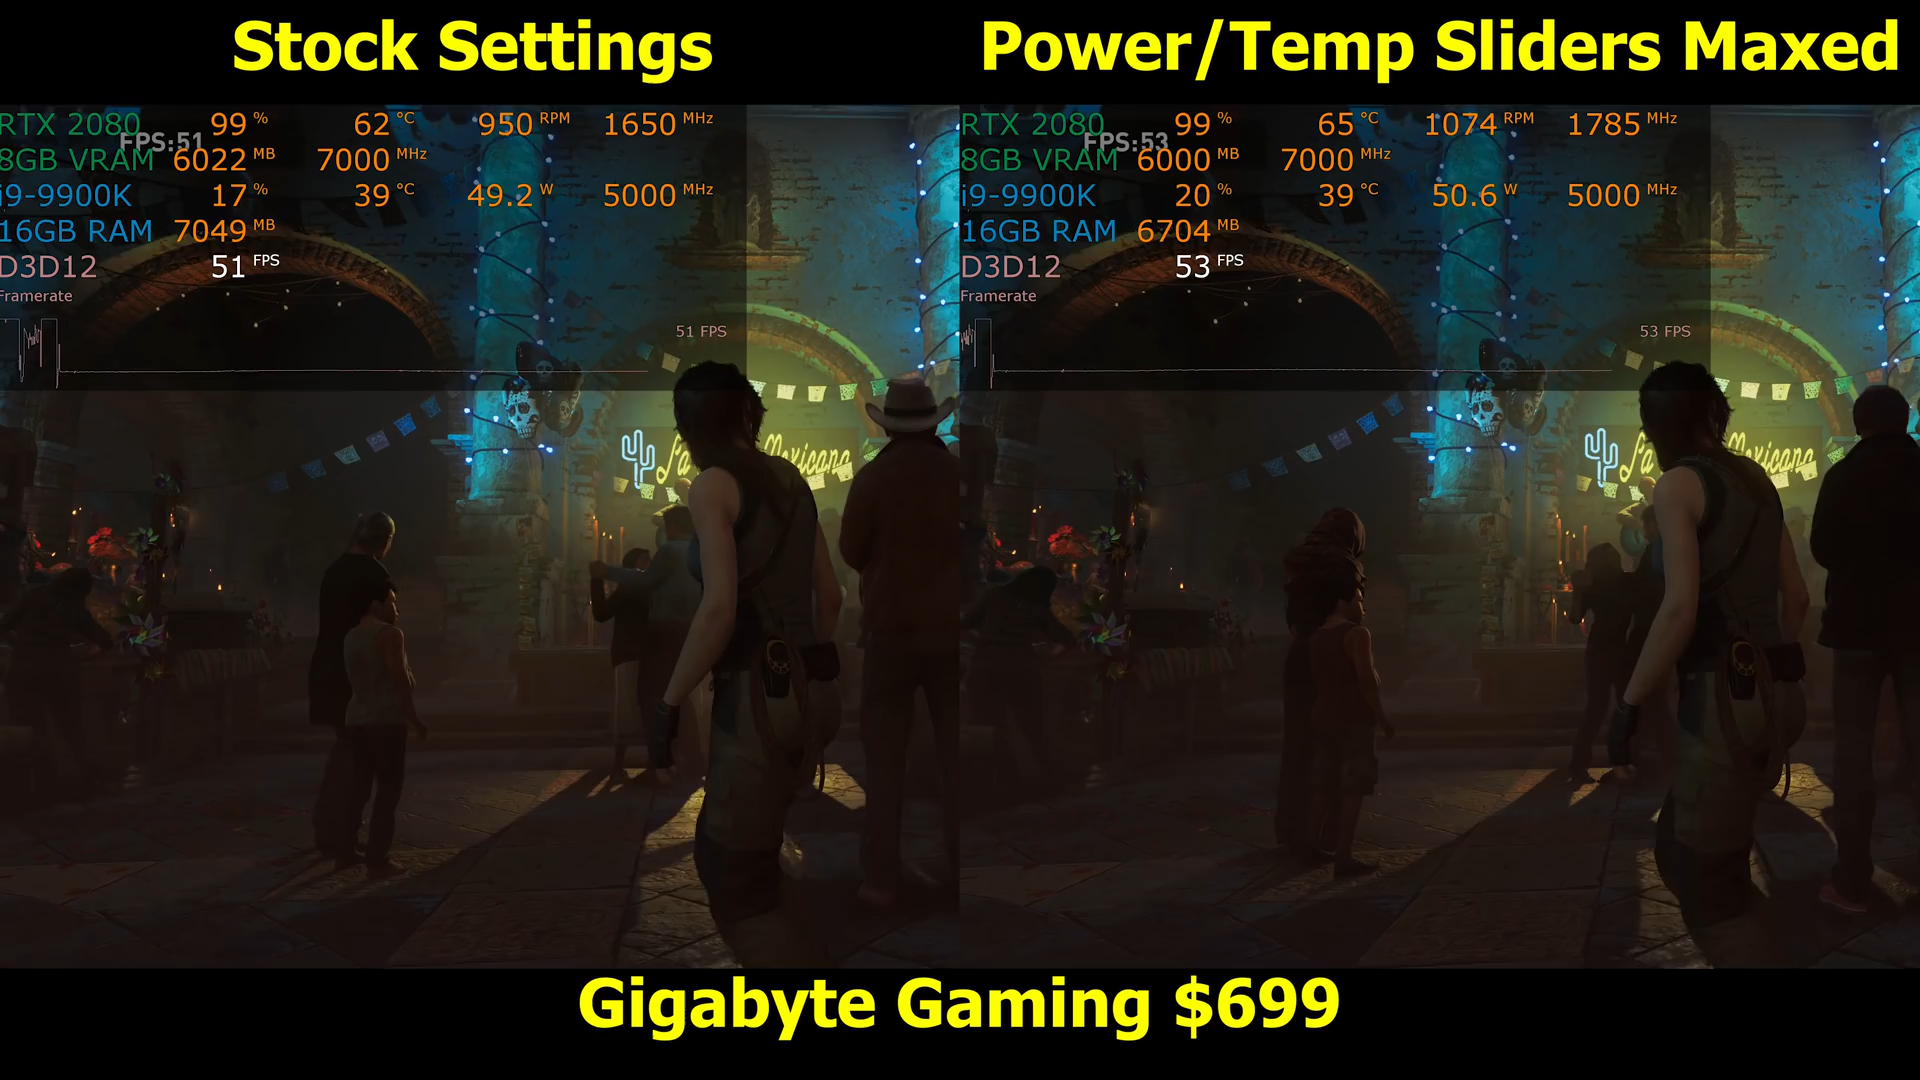 Stock Settings
Power/Temp Sliders Maxed
RTX 2080 99 % 62 °C 950 RPM 1650 MHz
FPS:51
8GB VRAM 6022 MB 7000 MHz
i9-9900K 17 % 39 °C 49.2 W 5000 MHz
16GB RAM 7049 MB
D3D12 51 FPS
Framerate
51 FPS
La Mexicana
RTX 2080 99 % 65 °C 1074 RPM 1785 MHz
FPS:53
8GB VRAM 6000 MB 7000 MHz
i9-9900K 20 % 39 °C 50.6 W 5000 MHz
16GB RAM 6704 MB
D3D12 53 FPS
Framerate
53 FPS
La Mexicana
Gigabyte Gaming $699